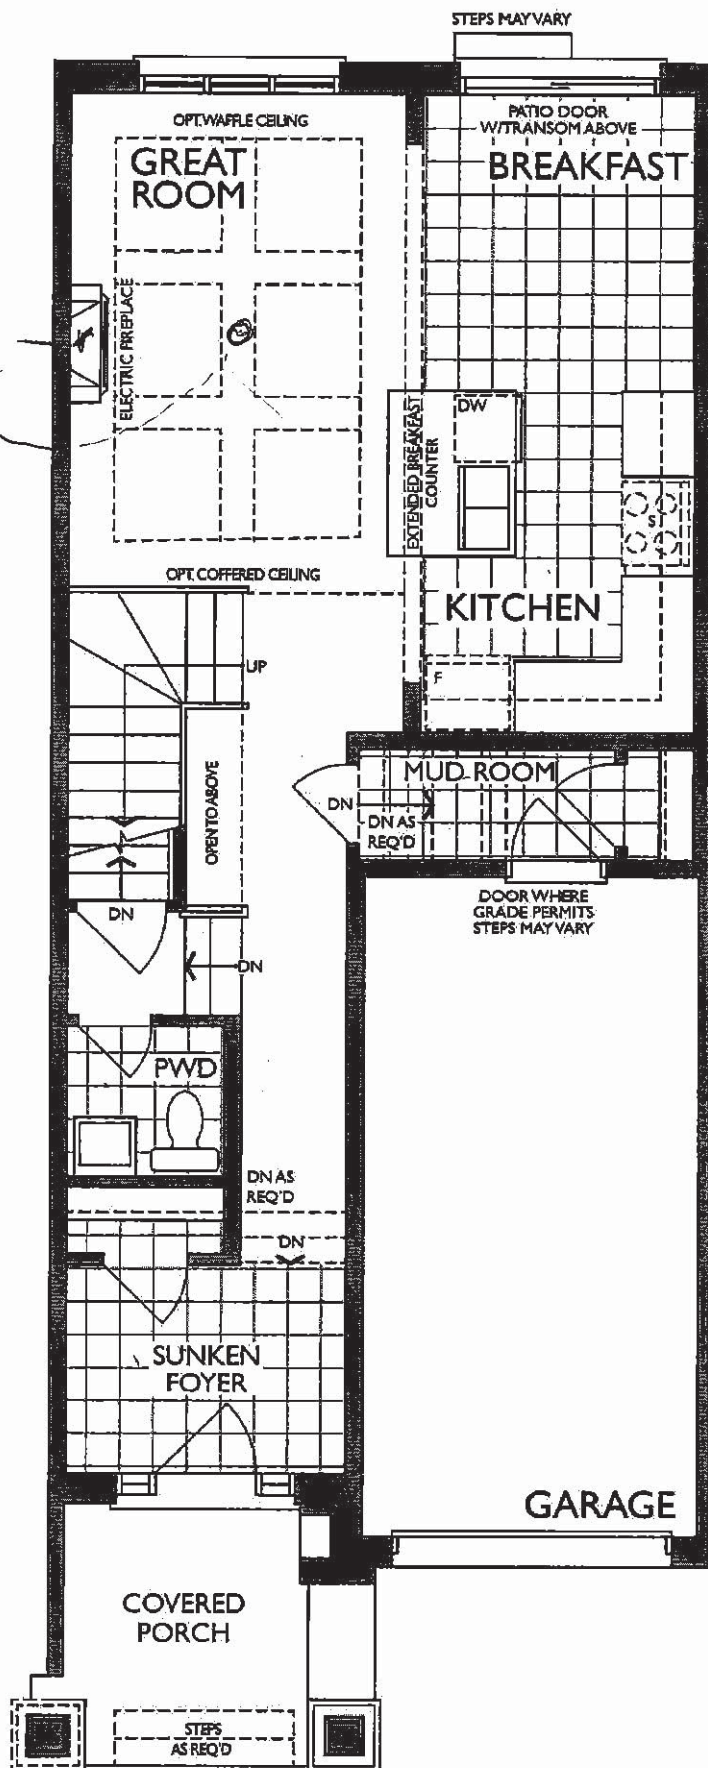 STEPS MAY VARY
OPT. WAFFLE CEILING
GREAT
ROOM
PATIO DOOR
W/TRANSOM ABOVE
BREAKFAST
ELECTRIC FIREPLACE
DW
EXTENDED BREAKFAST
COUNTER
S
OPT. COFFERED CEILING
KITCHEN
UP
F
OPEN TO ABOVE
MUD ROOM
DN
DN AS
REQ'D
DN
DOOR WHERE
GRADE PERMITS
STEPS MAY VARY
DN
PWD
DN AS
REQ'D
DN
SUNKEN
FOYER
GARAGE
COVERED
PORCH
STEPS
AS REQ'D